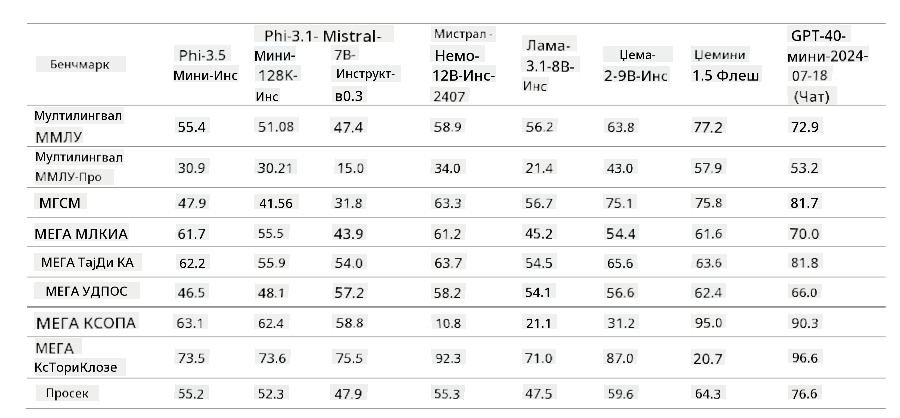 Бенчмарк Phi-3.5 Мини-Инс Phi-3.1-Мини-128K-Инс Mistral-7B-Инструкт-в0.3 Мистрал-Немо-12B-Инс-2407 Лама-3.1-8B-Инс Џема-2-9B-Инс Џемини 1.5 Флеш GPT-4О-мини-2024-07-18 (Чат)
Мултилингвал ММЛУ 55.4 51.08 47.4 58.9 56.2 63.8 77.2 72.9
Мултилингвал ММЛУ-Про 30.9 30.21 15.0 34.0 21.4 43.0 57.9 53.2
МГСМ 47.9 41.56 31.8 63.3 56.7 75.1 75.8 81.7
МЕГА МЛКИА 61.7 55.5 43.9 61.2 45.2 54.4 61.6 70.0
МЕГА ТајДи КА 62.2 55.9 54.0 63.7 54.5 65.6 63.6 81.8
МЕГА УДПОС 46.5 48.1 57.2 58.2 54.1 56.6 62.4 66.0
МЕГА КСОПА 63.1 62.4 58.8 10.8 21.1 31.2 95.0 90.3
МЕГА КсТориКлозе 73.5 73.6 75.5 92.3 71.0 87.0 20.7 96.6
Просек 55.2 52.3 47.9 55.3 47.5 59.6 64.3 76.6